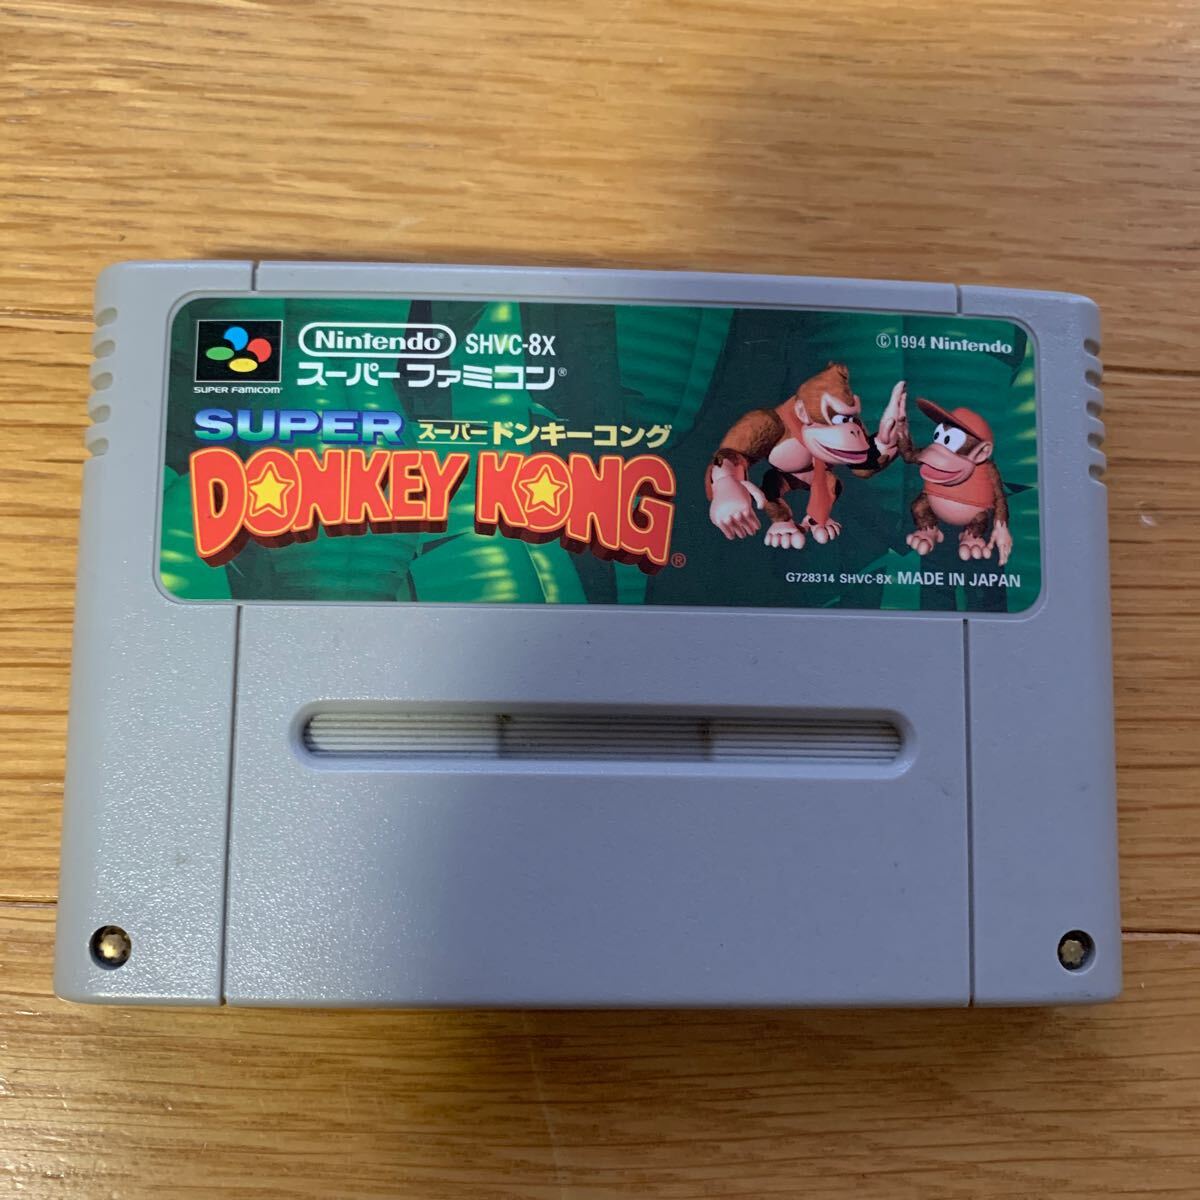 Nintendo SHVC-8X
スーパーファミコン®
SUPER FAMICOM
©1994 Nintendo
SUPER スーパードンキーコング
DONKEY KONG®
G728314 SHVC-8X MADE IN JAPAN